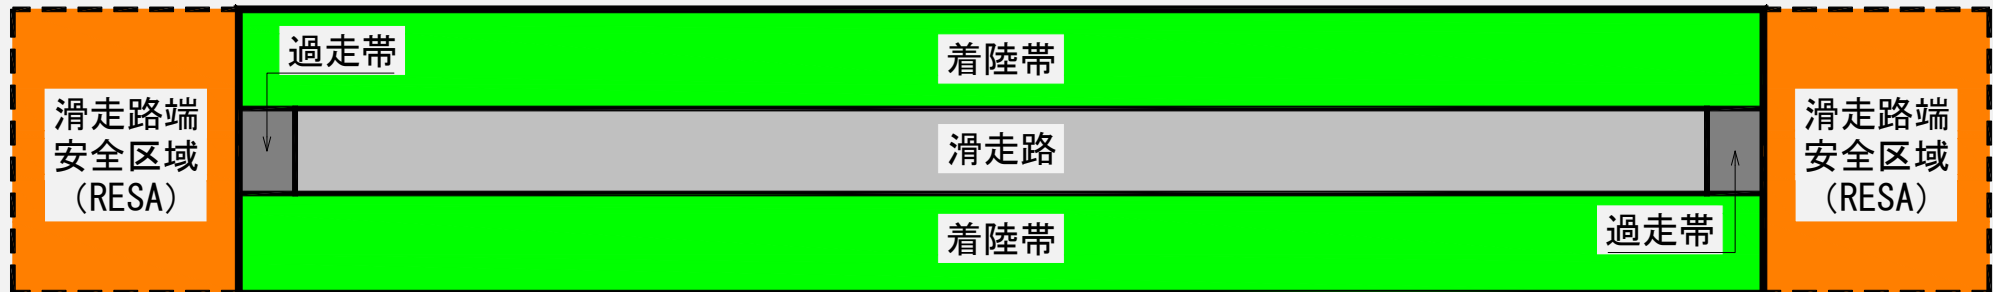 過走帯
着陸帯
滑走路端
安全区域
(RESA)
滑走路
滑走路端
安全区域
(RESA)
着陸帯
過走帯